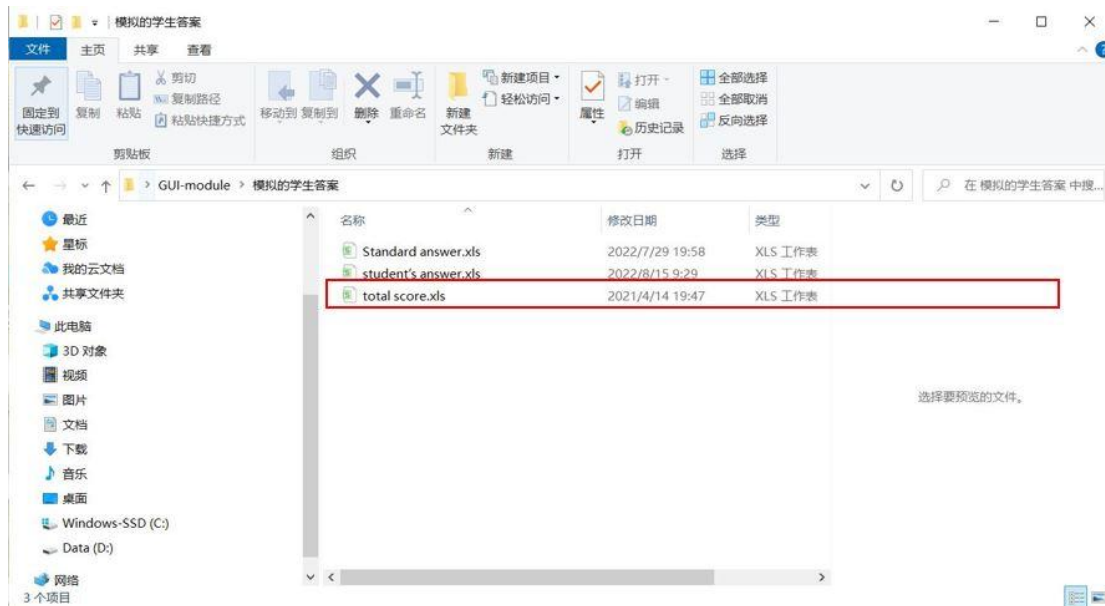 模拟的学生答案
文件 主页 共享 查看
固定到快速访问 复制 粘贴 剪切 复制路径 粘贴快捷方式 移动到 复制到 删除 重命名 新建文件夹 新建项目 轻松访问 属性 打开 编辑 历史记录 全部选择 全部取消 反向选择
剪贴板 组织 新建 打开 选择
GUI-module > 模拟的学生答案 在 模拟的学生答案 中搜...
名称 修改日期 类型
Standard answer.xls 2022/7/29 19:58 XLS 工作表
student's answer.xls 2022/8/15 9:29 XLS 工作表
total score.xls 2021/4/14 19:47 XLS 工作表
最近
星标
我的云文档
共享文件夹
此电脑
3D 对象
视频
图片
文档
下载
音乐
桌面
Windows-SSD (C:)
Data (D:)
网络
选择要预览的文件。
3 个项目